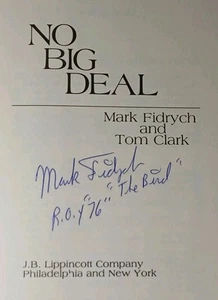 NO
BIG
DEAL
Mark Fidrych
and
Tom Clark
Mark Fidrych
R.O.Y "76" "The Bird"
J.B. Lippincott Company
Philadelphia and New York